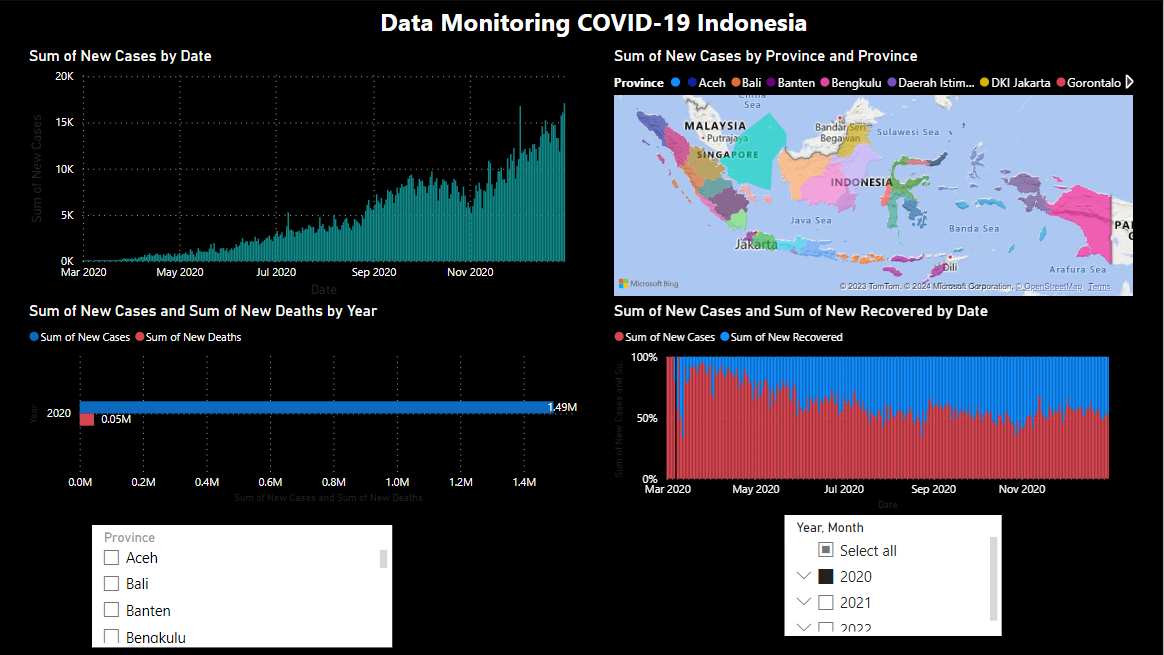 Data Monitoring COVID-19 Indonesia
Sum of New Cases by Date
Sum of New Cases
20K
15K
10K
5K
0K
Mar 2020 May 2020 Jul 2020 Sep 2020 Nov 2020
Date
Sum of New Cases by Province and Province
Province Aceh Bali Banten Bengkulu Daerah Istim... DKI Jakarta Gorontalo
China
Sea
MALAYSIA
Putrajaya
Bandar Seri
Begawan
Sulawesi Sea
SINGAPORE
INDONESIA
Java Sea
Banda Sea
Jakarta
Dili
Arafura Sea
Microsoft Bing
© 2023 TomTom, © 2024 Microsoft Corporation, © OpenStreetMap Terms
Sum of New Cases and Sum of New Deaths by Year
Sum of New Cases Sum of New Deaths
Year
2020
1.49M
0.05M
0.0M 0.2M 0.4M 0.6M 0.8M 1.0M 1.2M 1.4M
Sum of New Cases and Sum of New Deaths
Sum of New Cases and Sum of New Recovered by Date
Sum of New Cases Sum of New Recovered
Sum of New Cases and Su...
100%
50%
0%
Mar 2020 May 2020 Jul 2020 Sep 2020 Nov 2020
Date
Province
Aceh
Bali
Banten
Bengkulu
Year, Month
Select all
2020
2021
2022